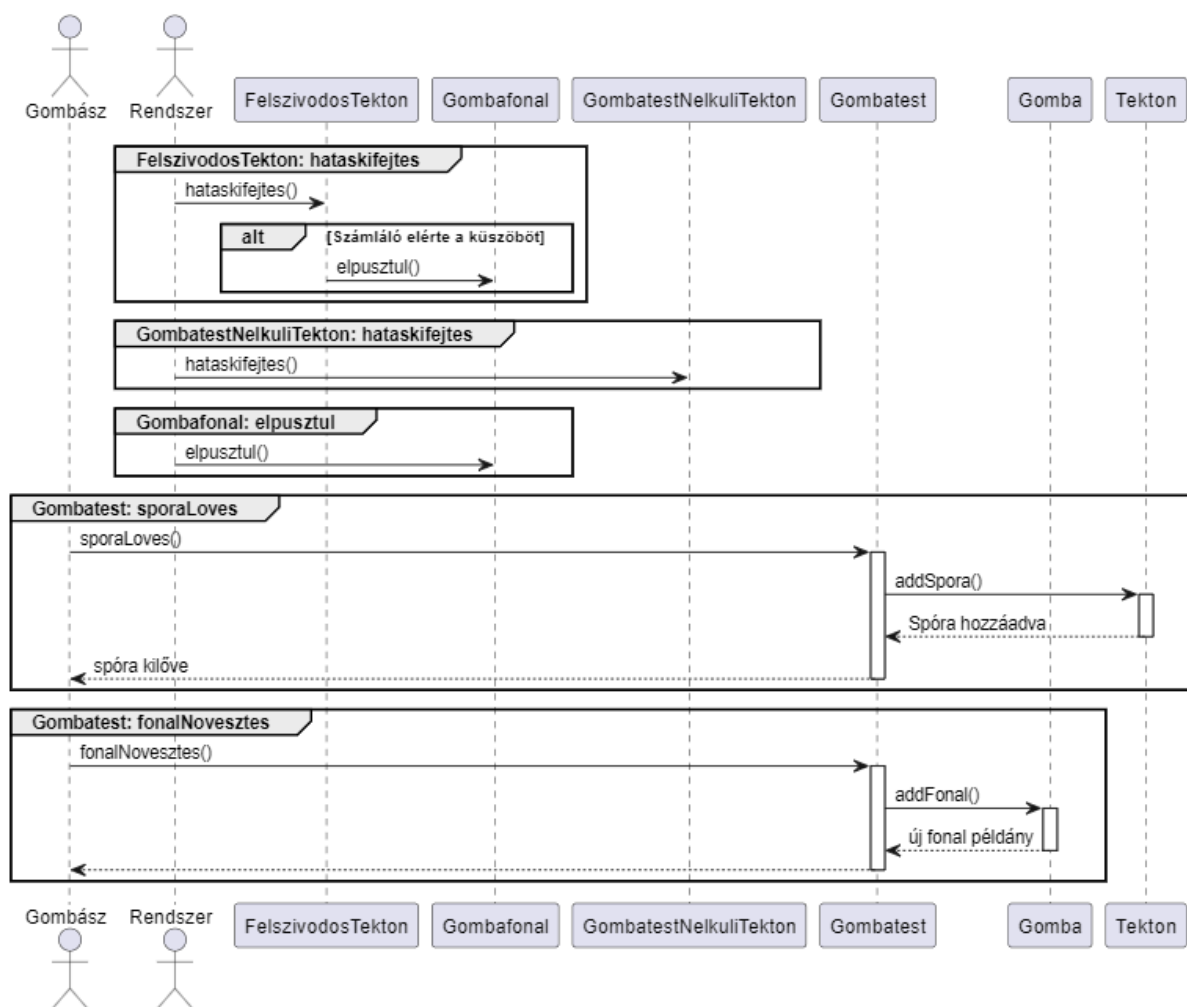 Gombász Rendszer FelszivodosTekton Gombafonal GombatestNelkuliTekton Gombatest Gomba Tekton
FelszivodosTekton: hataskifejtes
hataskifejtes()
alt [Számláló elérte a küszöböt]
elpusztul()
GombatestNelkuliTekton: hataskifejtes
hataskifejtes()
Gombafonal: elpusztul
elpusztul()
Gombatest: sporaLoves
sporaLoves()
addSpora()
Spóra hozzáadva
spóra kilőve
Gombatest: fonalNovesztes
fonalNovesztes()
addFonal()
új fonal példány
Gombász Rendszer FelszivodosTekton Gombafonal GombatestNelkuliTekton Gombatest Gomba Tekton